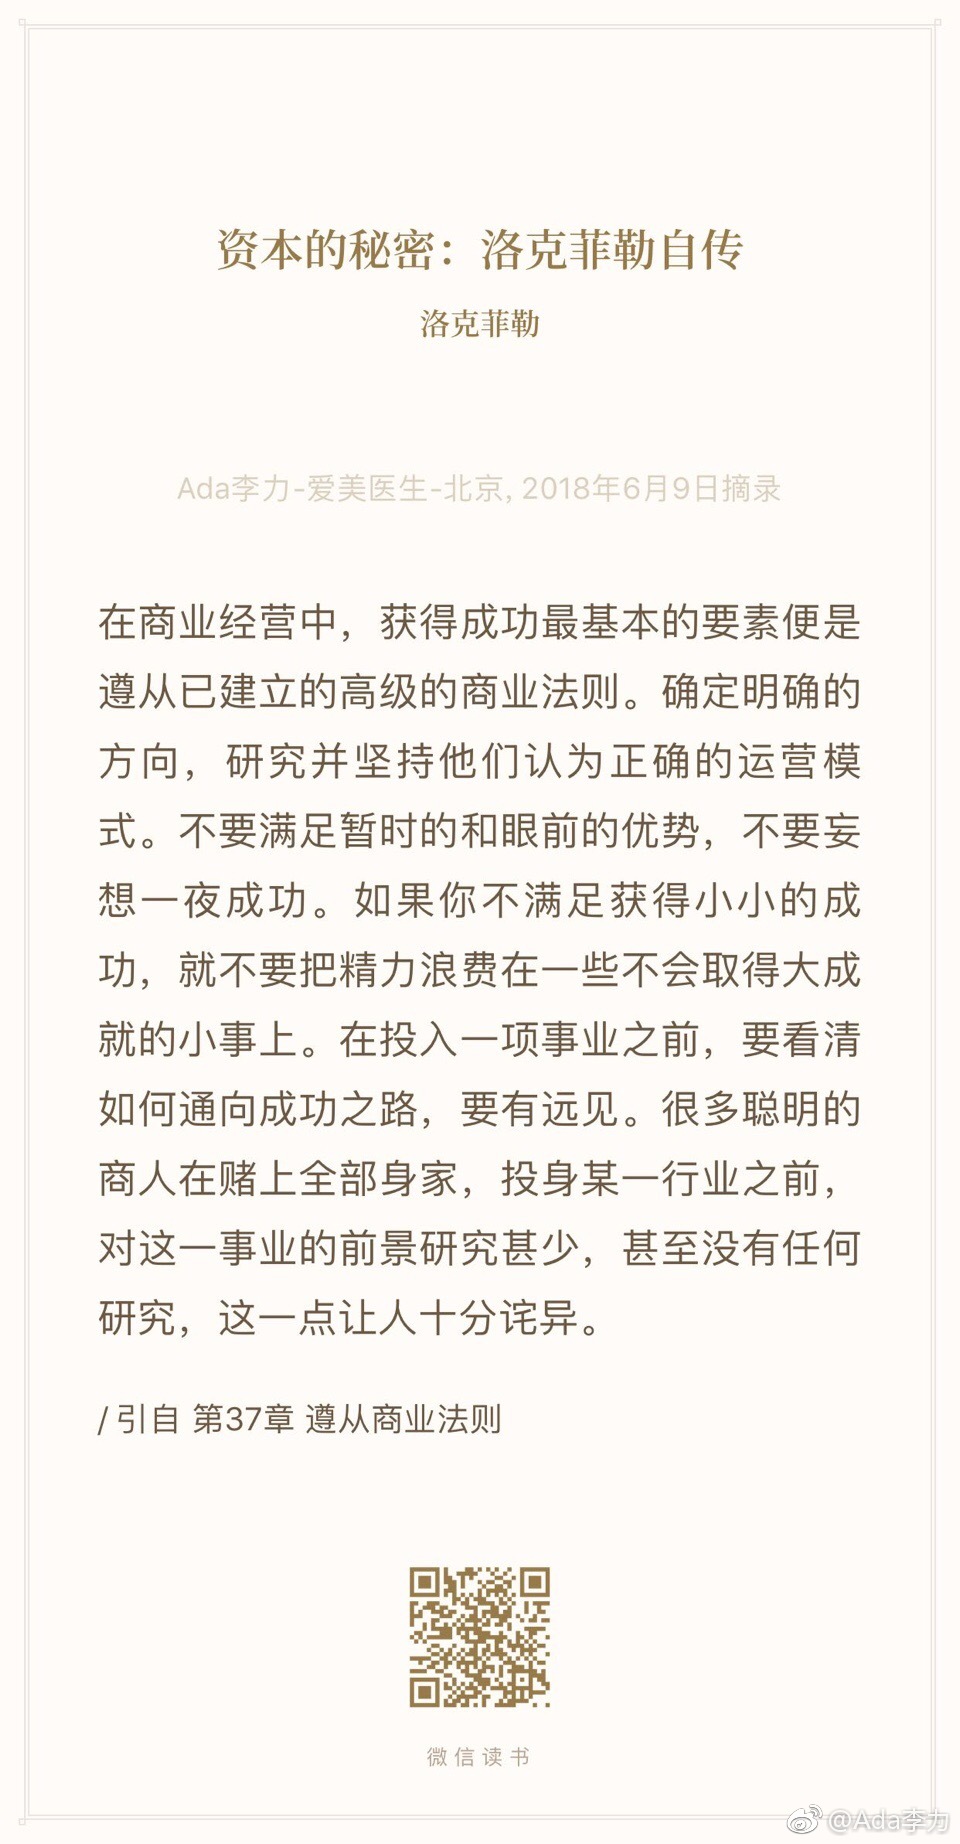 资本的秘密：洛克菲勒自传
洛克菲勒
Ada李力-爱美医生-北京, 2018年6月9日摘录
在商业经营中，获得成功最基本的要素便是
遵从已建立的高级的商业法则。确定明确的
方向，研究并坚持他们认为正确的运营模
式。不要满足暂时的和眼前的优势，不要妄
想一夜成功。如果你不满足获得小小的成
功，就不要把精力浪费在一些不会取得大成
就的小事上。在投入一项事业之前，要看清
如何通向成功之路，要有远见。很多聪明的
商人在赌上全部身家，投身某一行业之前，
对这一事业的前景研究甚少，甚至没有任何
研究，这一点让人十分诧异。
/ 引自 第37章 遵从商业法则
微信读书
@Ada李力